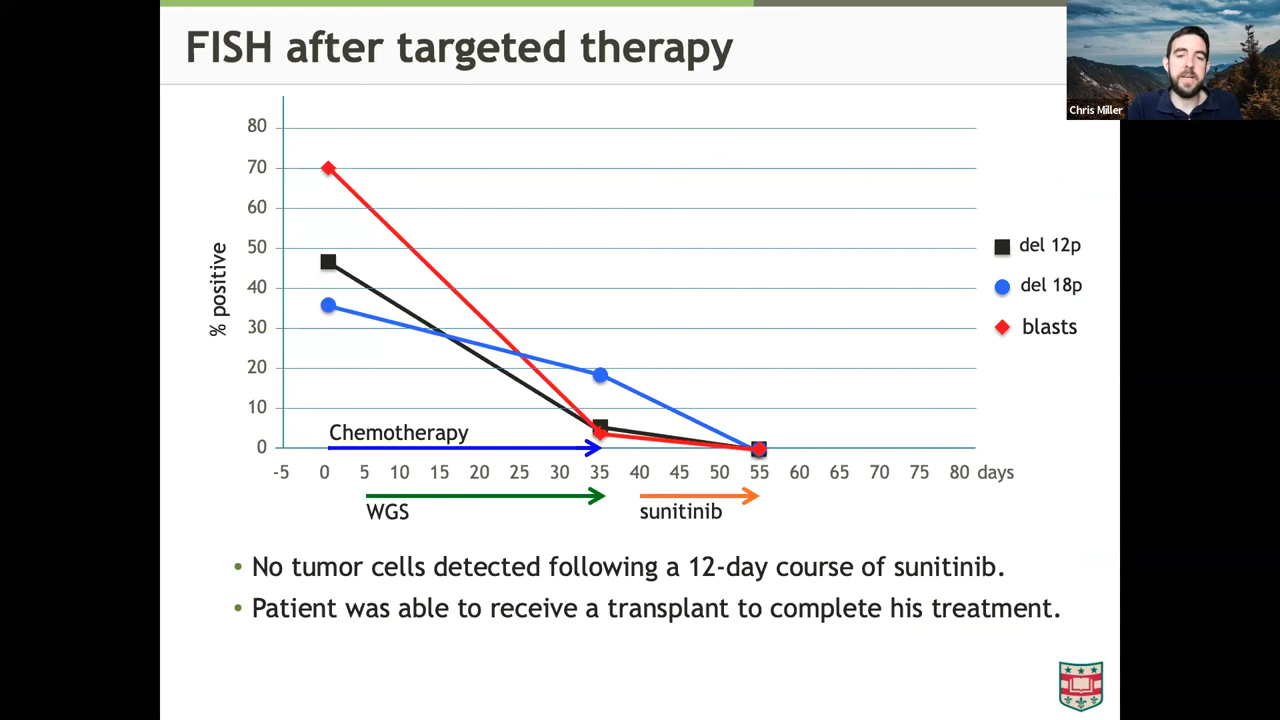 FISH after targeted therapy
Chris Miller
80
70
60
50
40
30
20
10
0
% positive
del 12p
del 18p
blasts
Chemotherapy
-5 0 5 10 15 20 25 30 35 40 45 50 55 60 65 70 75 80 days
WGS
sunitinib
• No tumor cells detected following a 12-day course of sunitinib.
• Patient was able to receive a transplant to complete his treatment.